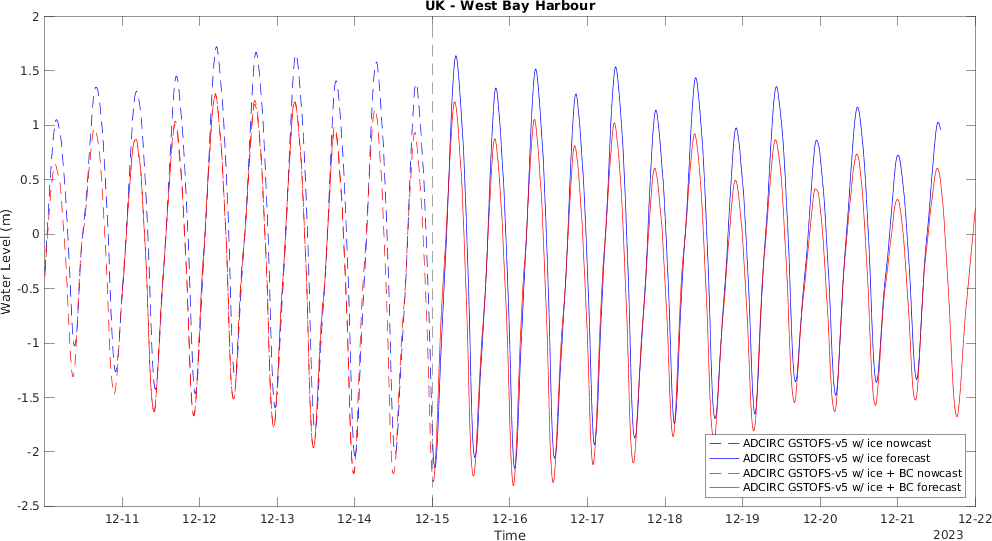 UK - West Bay Harbour
2
1.5
1
0.5
0
-0.5
-1
-1.5
-2
-2.5
Water Level (m)
ADCIRC GSTOFS-v5 w/ ice nowcast
ADCIRC GSTOFS-v5 w/ ice forecast
ADCIRC GSTOFS-v5 w/ ice + BC nowcast
ADCIRC GSTOFS-v5 w/ ice + BC forecast
12-11 12-12 12-13 12-14 12-15 12-16 12-17 12-18 12-19 12-20 12-21 12-22
Time
2023